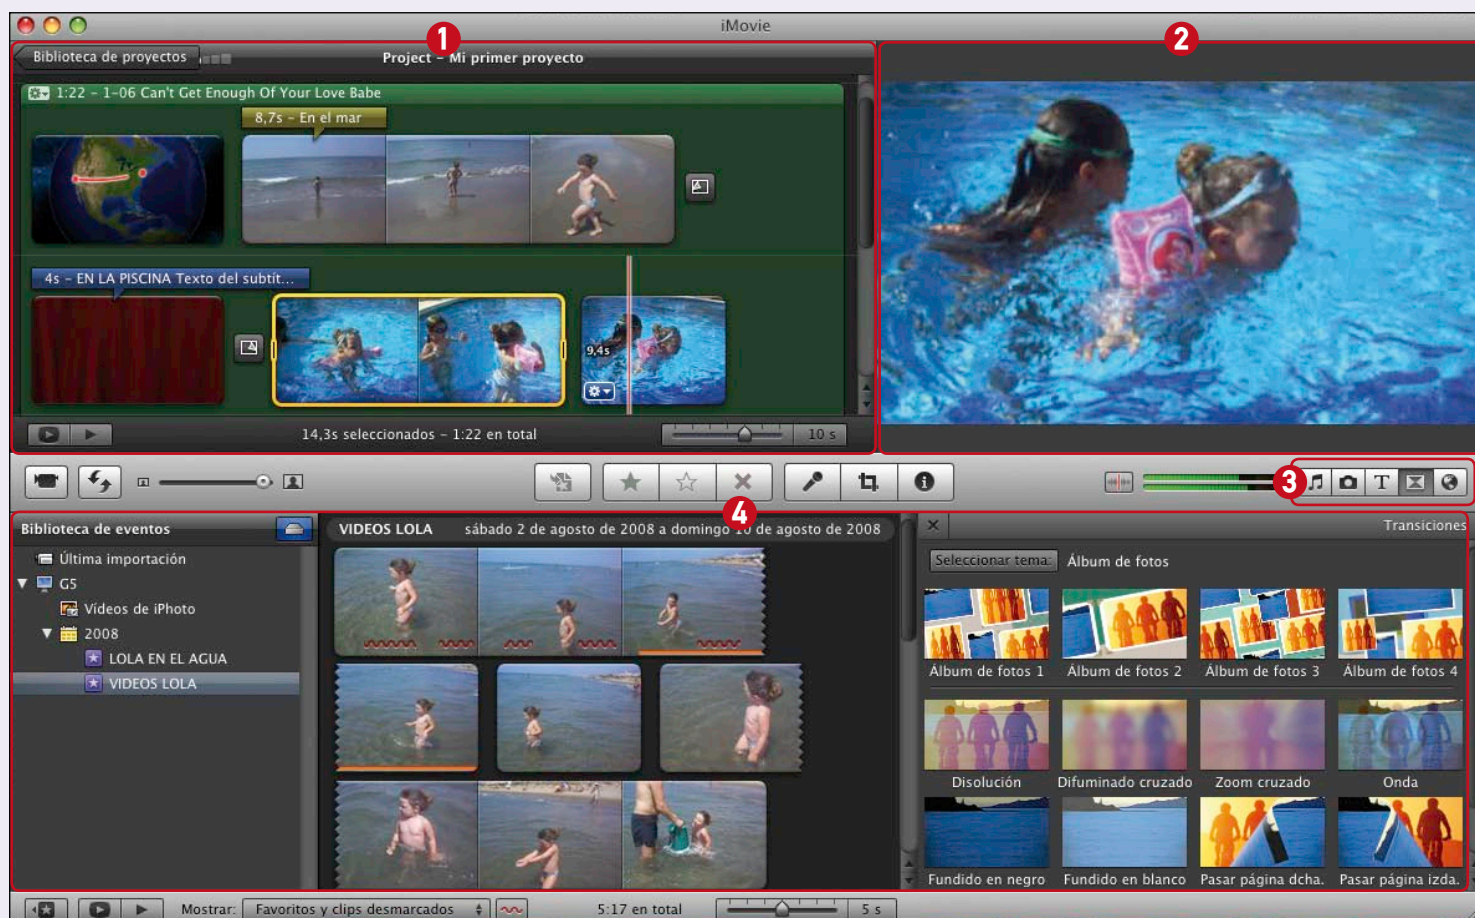 iMovie
1
2
Biblioteca de proyectos
Project - Mi primer proyecto
1:22 - 1-06 Can't Get Enough Of Your Love Babe
8,7s - En el mar
4s - EN LA PISCINA Texto del subtít...
9,4s
14,3s seleccionados - 1:22 en total
10 s
3
T
4
Biblioteca de eventos
Última importación
G5
Vídeos de iPhoto
2008
LOLA EN EL AGUA
VIDEOS LOLA
VIDEOS LOLA sábado 2 de agosto de 2008 a domingo 10 de agosto de 2008
Transiciones
Seleccionar tema: Álbum de fotos
Álbum de fotos 1 Álbum de fotos 2 Álbum de fotos 3 Álbum de fotos 4
Disolución Difuminado cruzado Zoom cruzado Onda
Fundido en negro Fundido en blanco Pasar página dcha. Pasar página izda.
Mostrar: Favoritos y clips desmarcados 5:17 en total 5 s